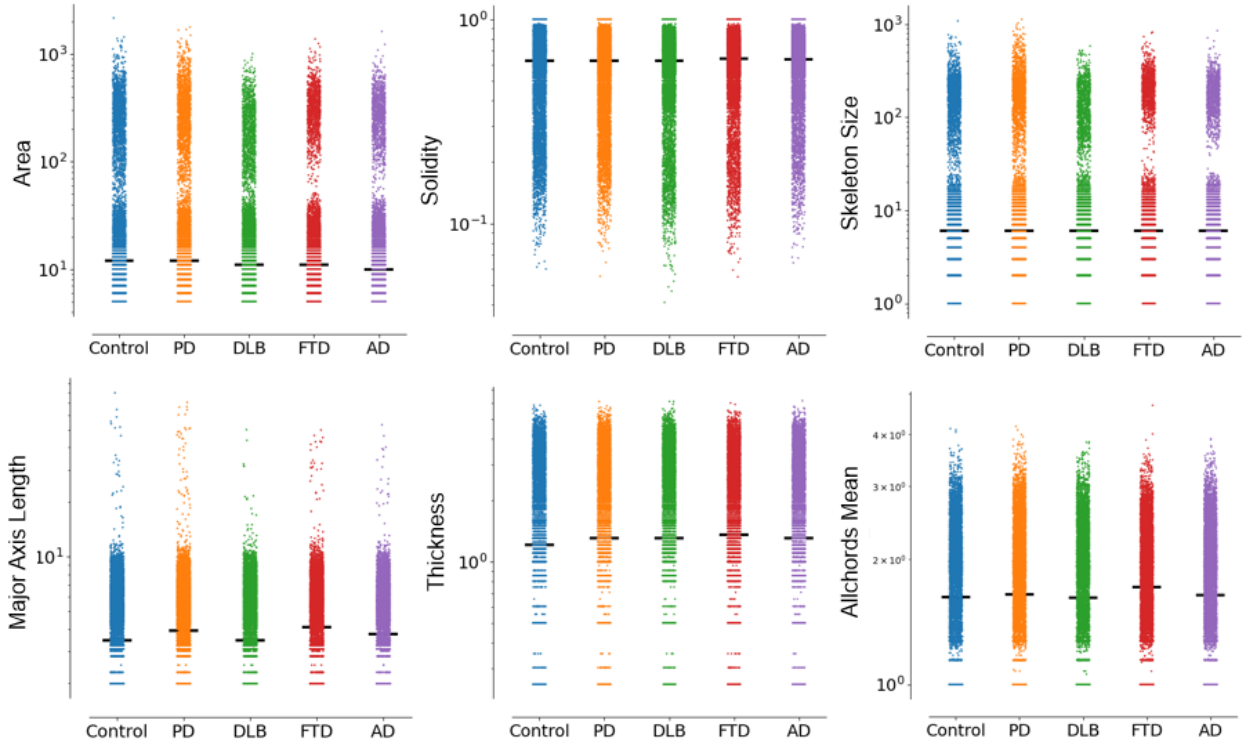 Area
10³
10²
10¹
Control PD DLB FTD AD
Solidity
10⁰
10⁻¹
Control PD DLB FTD AD
Skeleton Size
10³
10²
10¹
10⁰
Control PD DLB FTD AD
Major Axis Length
10¹
Control PD DLB FTD AD
Thickness
10⁰
Control PD DLB FTD AD
Allchords Mean
4 × 10⁰
3 × 10⁰
2 × 10⁰
10⁰
Control PD DLB FTD AD